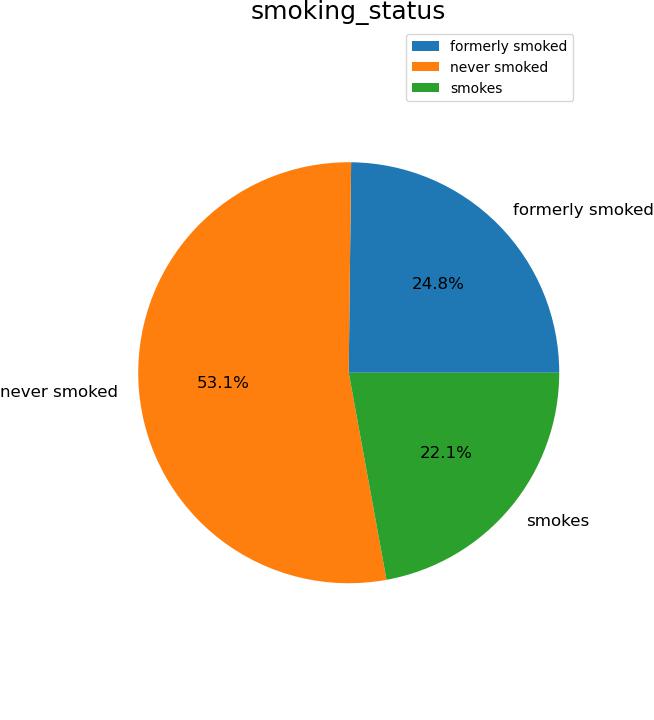 smoking_status
formerly smoked
never smoked
smokes
formerly smoked
24.8%
53.1%
never smoked
22.1%
smokes